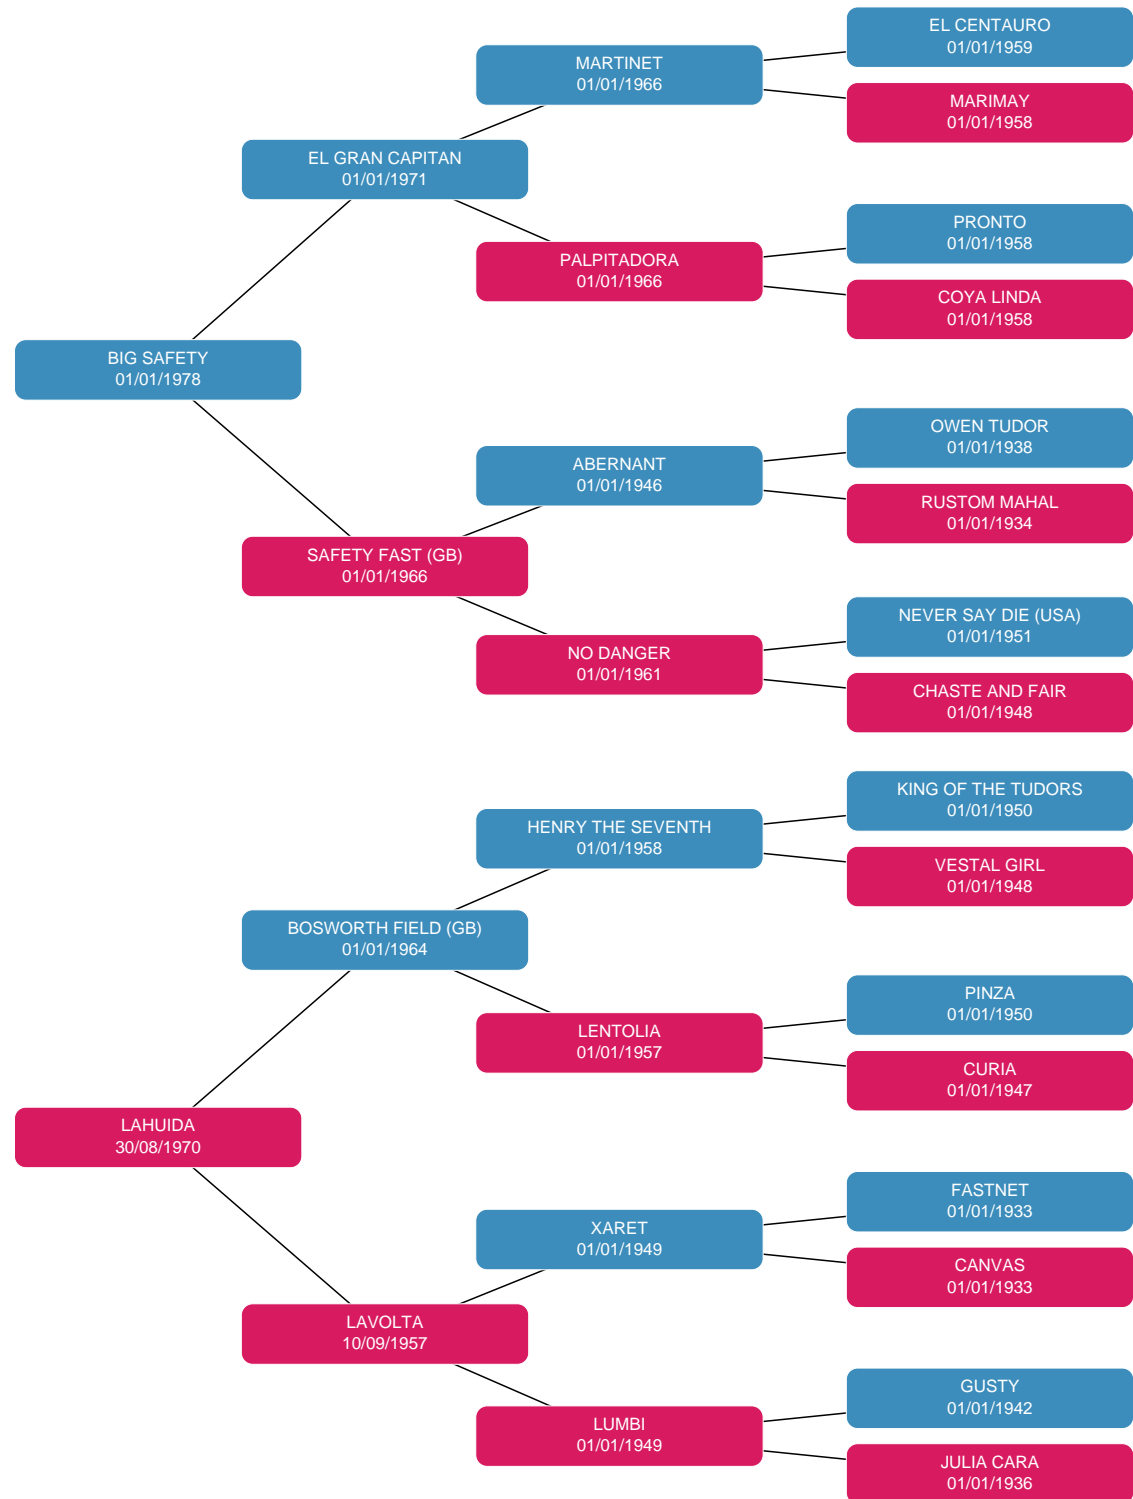 EL CENTAURO
01/01/1959
MARTINET
01/01/1966
MARIMAY
01/01/1958
EL GRAN CAPITAN
01/01/1971
PRONTO
01/01/1958
PALPITADORA
01/01/1966
COYA LINDA
01/01/1958
BIG SAFETY
01/01/1978
OWEN TUDOR
01/01/1938
ABERNANT
01/01/1946
RUSTOM MAHAL
01/01/1934
SAFETY FAST (GB)
01/01/1966
NEVER SAY DIE (USA)
01/01/1951
NO DANGER
01/01/1961
CHASTE AND FAIR
01/01/1948
KING OF THE TUDORS
01/01/1950
HENRY THE SEVENTH
01/01/1958
VESTAL GIRL
01/01/1948
BOSWORTH FIELD (GB)
01/01/1964
PINZA
01/01/1950
LENTOLIA
01/01/1957
CURIA
01/01/1947
LAHUIDA
30/08/1970
FASTNET
01/01/1933
XARET
01/01/1949
CANVAS
01/01/1933
LAVOLTA
10/09/1957
GUSTY
01/01/1942
LUMBI
01/01/1949
JULIA CARA
01/01/1936